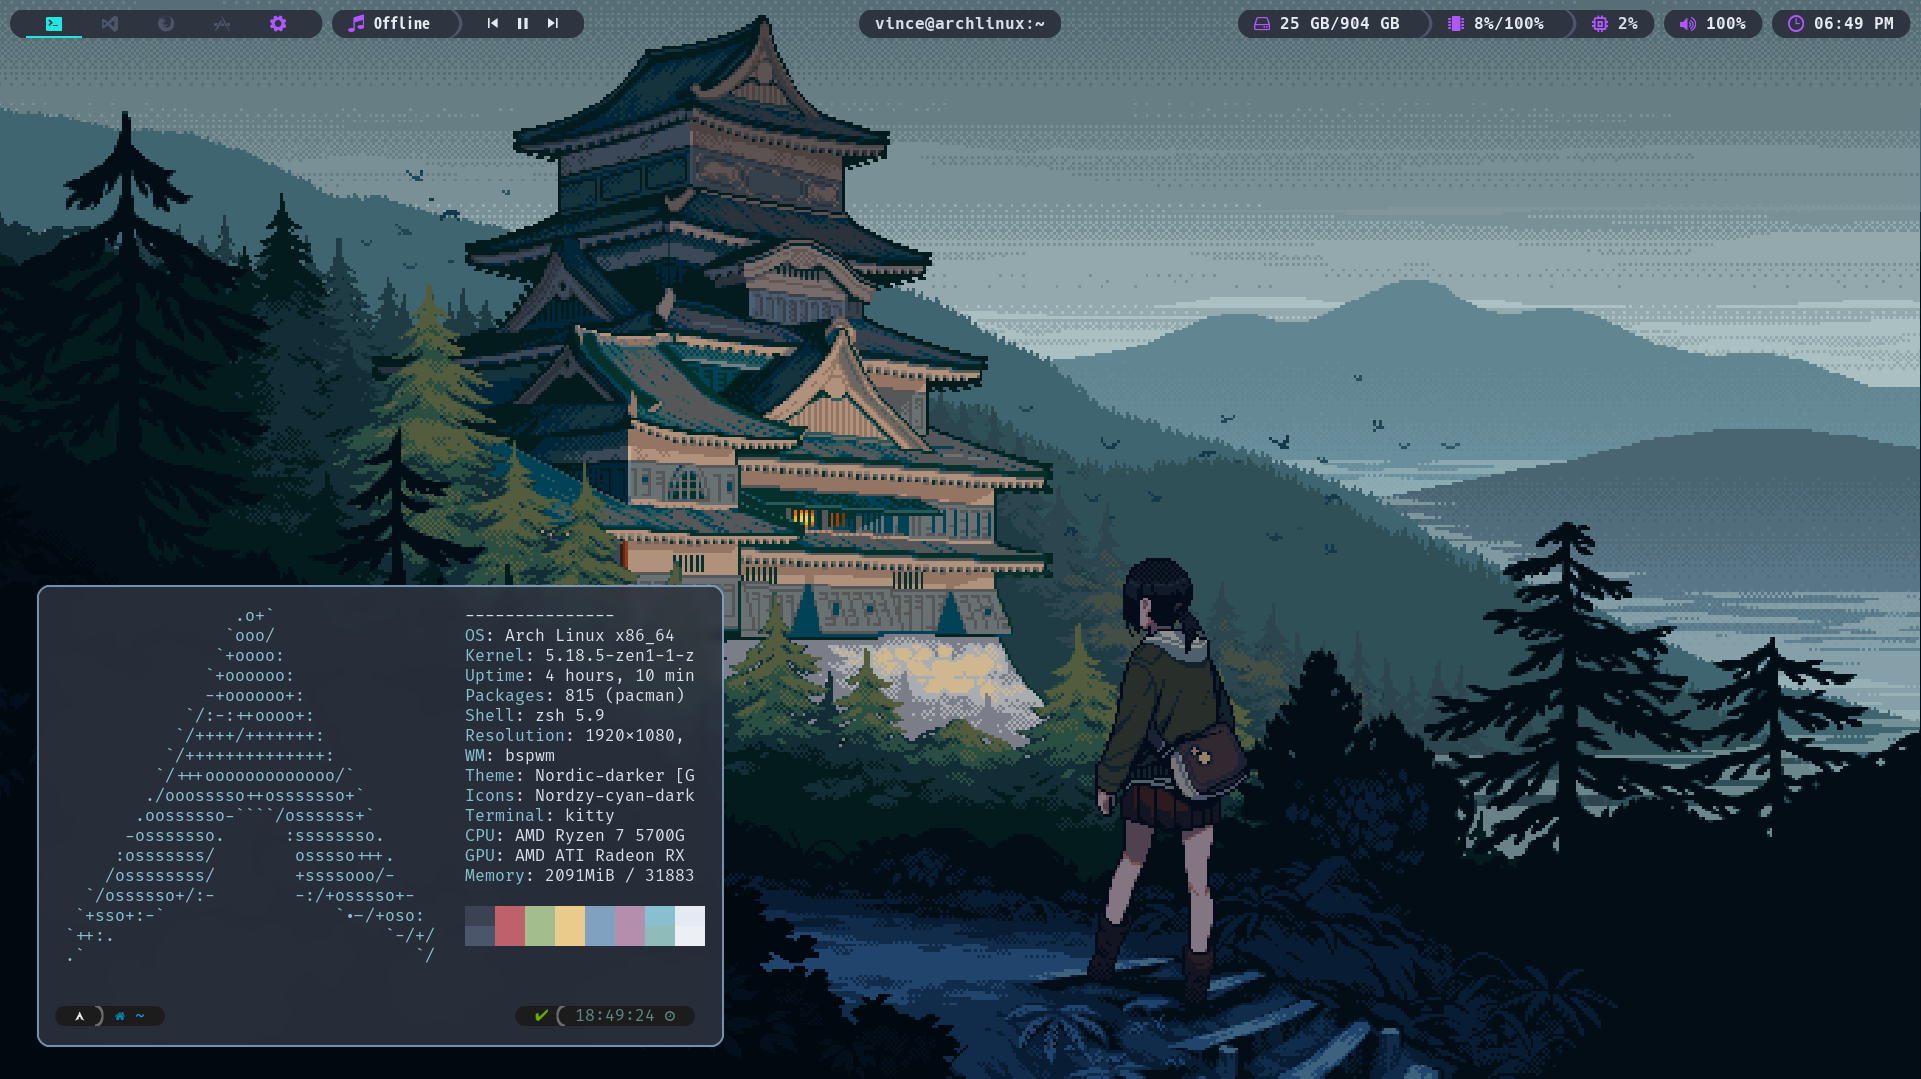 Offline
vince@archlinux:~
25 GB/904 GB
8%/100%
2%
100%
06:49 PM
.o+`
`ooo/
`+oooo:
`+oooooo:
-+oooooo+:
`/:-:++oooo+:
`/++++/+++++++:
`/++++++++++++++:
`/+++ooooooooooooo/`
./ooosssso++osssssso+`
.oossssso-````/ossssss+`
-osssssso.      :ssssssso.
:osssssss/        osssso+++.
/ossssssss/        +ssssooo/-
`/ossssso+/:-        -:/+osssso+-
`+sso+:-`                 `•-/+oso:
`++:.                           `-/+/
.`                                 `/
---------------
OS: Arch Linux x86_64
Kernel: 5.18.5-zen1-1-z
Uptime: 4 hours, 10 min
Packages: 815 (pacman)
Shell: zsh 5.9
Resolution: 1920×1080,
WM: bspwm
Theme: Nordic-darker [G
Icons: Nordzy-cyan-dark
Terminal: kitty
CPU: AMD Ryzen 7 5700G
GPU: AMD ATI Radeon RX
Memory: 2091MiB / 31883
~
18:49:24